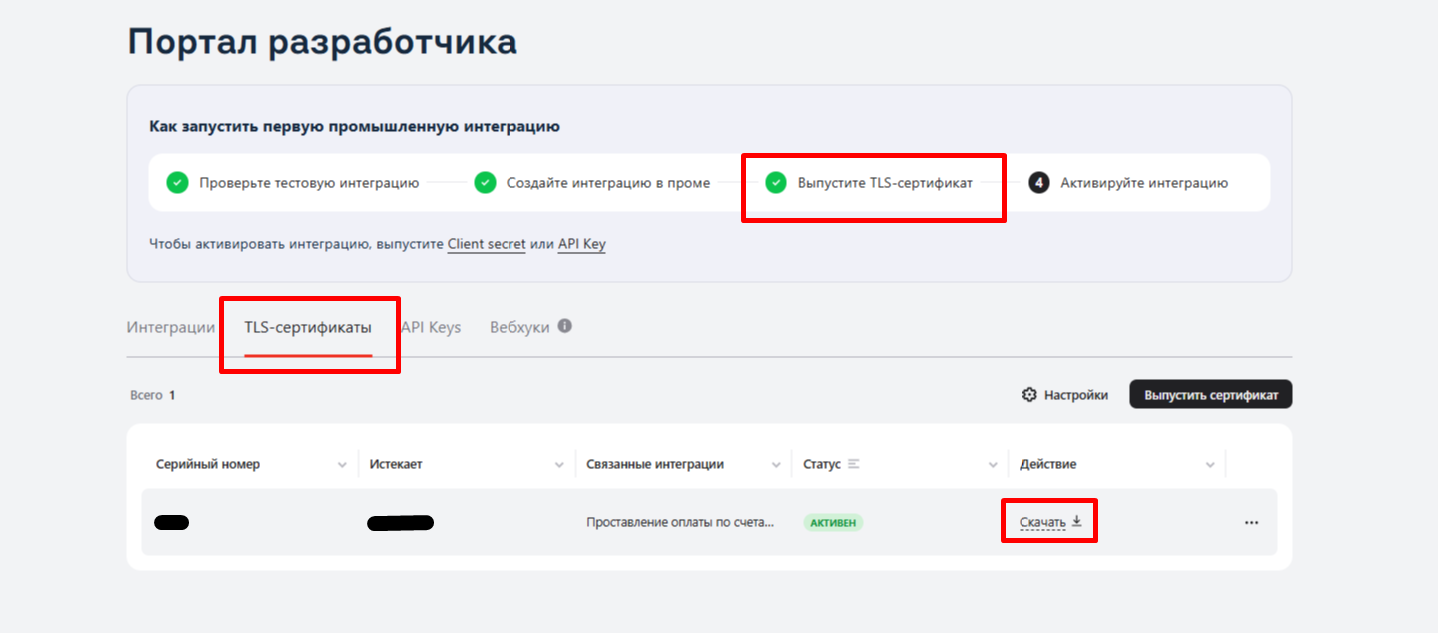 Портал разработчика
Как запустить первую промышленную интеграцию
Проверьте тестовую интеграцию Создайте интеграцию в проме Выпустите TLS-сертификат 4 Активируйте интеграцию
Чтобы активировать интеграцию, выпустите Client secret или API Key
Интеграции TLS-сертификаты API Keys Вебхуки
Всего 1 Настройки Выпустить сертификат
Серийный номер Истекает Связанные интеграции Статус Действие
Проставление оплаты по счета... АКТИВЕН Скачать